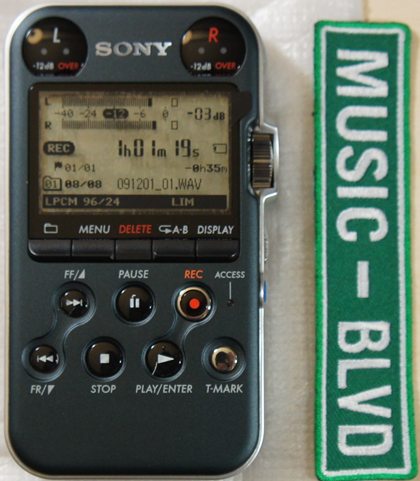 L SONY R
-12dB OVER -12dB OVER
L
-40 -24 -12 -6 0 -03dB
R
REC 1h01m19s
01/01 -0h35m
01 08/08 091201_01.WAV
LPCM 96/24 LIM
MENU DELETE A-B DISPLAY
FF/ PAUSE REC ACCESS
FR/ STOP PLAY/ENTER T-MARK
MUSIC-BLVD